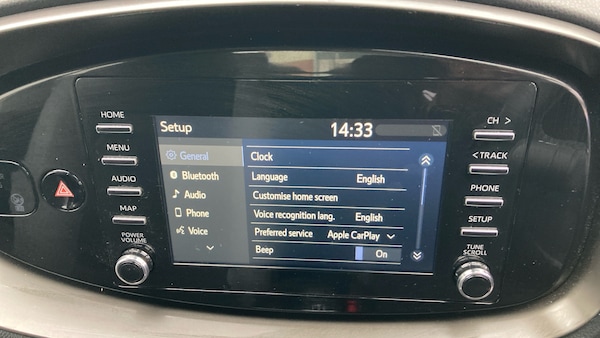 HOME
MENU
AUDIO
MAP
POWER
VOLUME
Setup
14:33
General
Bluetooth
Audio
Phone
Voice
Clock
Language English
Customise home screen
Voice recognition lang. English
Preferred service Apple CarPlay
Beep On
CH >
< TRACK
PHONE
SETUP
TUNE
SCROLL